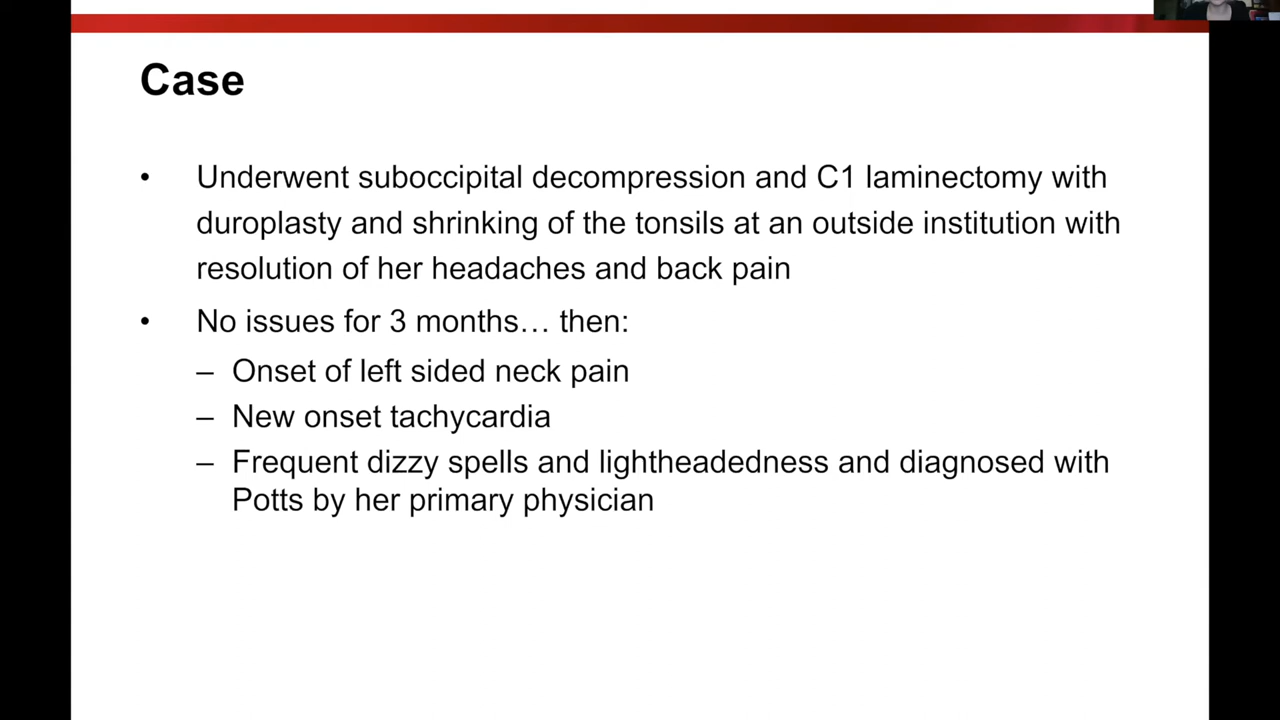 Case
• Underwent suboccipital decompression and C1 laminectomy with
duroplasty and shrinking of the tonsils at an outside institution with
resolution of her headaches and back pain
• No issues for 3 months… then:
– Onset of left sided neck pain
– New onset tachycardia
– Frequent dizzy spells and lightheadedness and diagnosed with
Potts by her primary physician